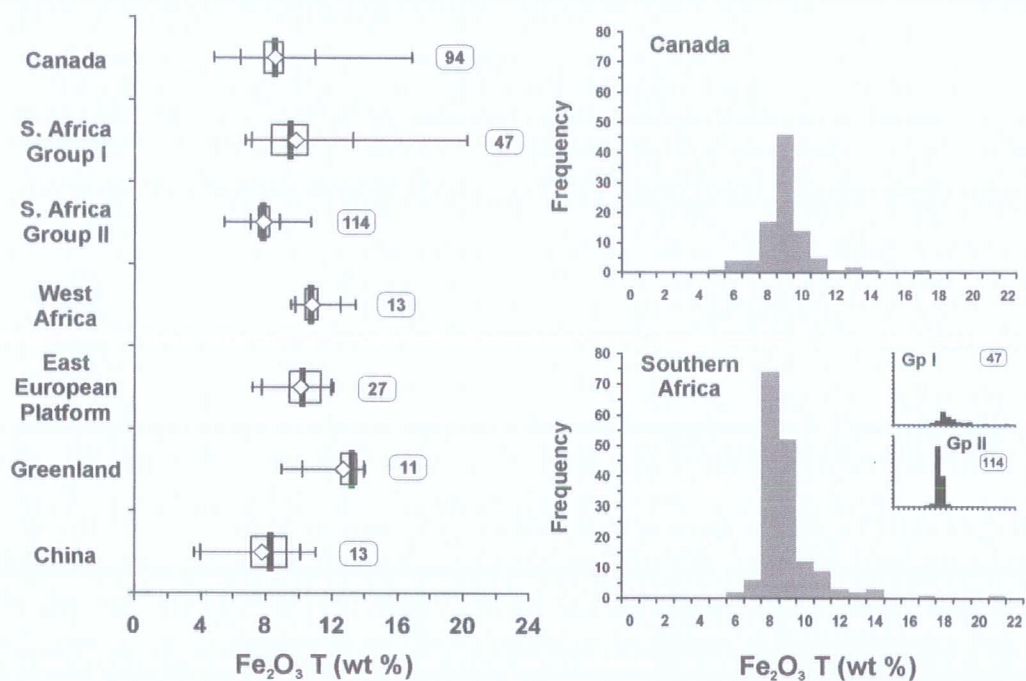 Canada
94
S. Africa
Group I
47
S. Africa
Group II
114
West
Africa
13
East
European
Platform
27
Greenland
11
China
13
0 4 8 12 16 20 24
Fe₂O₃ T (wt %)
Canada
Frequency
80
70
60
50
40
30
20
10
0
0 2 4 6 8 10 12 14 16 18 20 22
Southern
Africa
Frequency
80
70
60
50
40
30
20
10
0
Gp I
47
Gp II
114
0 2 4 6 8 10 12 14 16 18 20 22
Fe₂O₃ T (wt %)